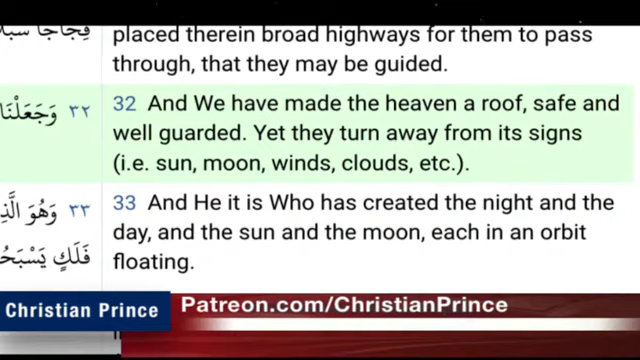 فِجَاجًا سُبُلًا
placed therein broad highways for them to pass
through, that they may be guided.
٣٢ وَجَعَلْنَا
32 And We have made the heaven a roof, safe and
well guarded. Yet they turn away from its signs
(i.e. sun, moon, winds, clouds, etc.).
٣٣ وَهُوَ الَّذِ
33 And He it is Who has created the night and the
day, and the sun and the moon, each in an orbit
فَلَكٍ يَسْبَحُ
floating.
Christian Prince
Patreon.com/ChristianPrince